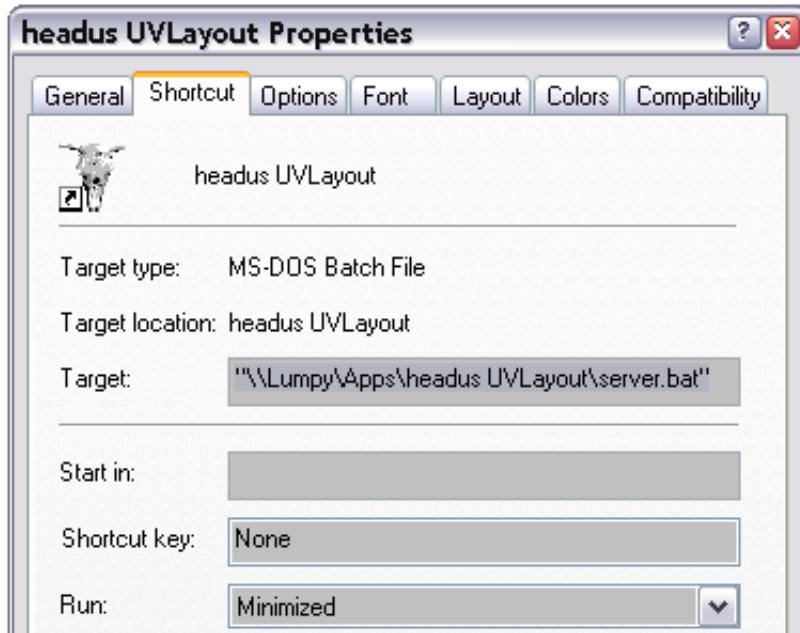 headus UVLayout Properties
General Shortcut Options Font Layout Colors Compatibility
headus UVLayout
Target type: MS-DOS Batch File
Target location: headus UVLayout
Target: "\\Lumpy\Apps\headus UVLayout\server.bat"
Start in:
Shortcut key: None
Run: Minimized